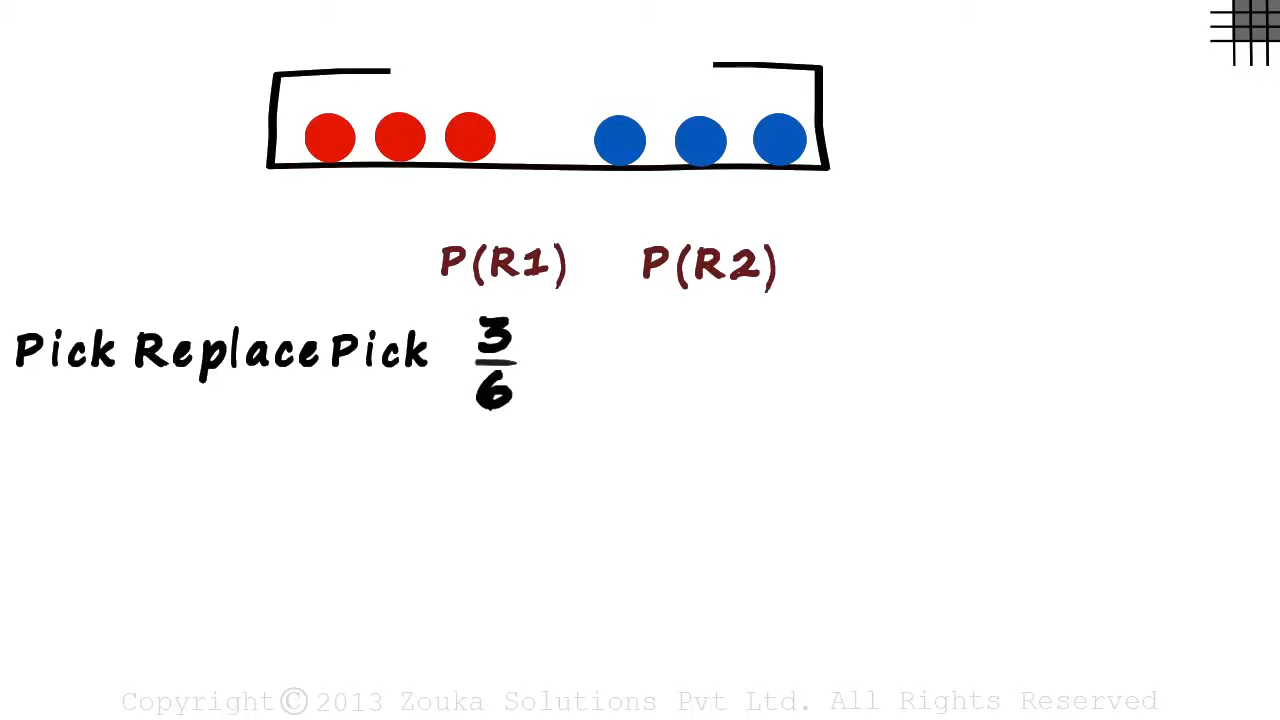 P(R1) P(R2)
Pick Replace Pick 3/6
Copyright © 2013 Zouka Solutions Pvt Ltd. All Rights Reserved